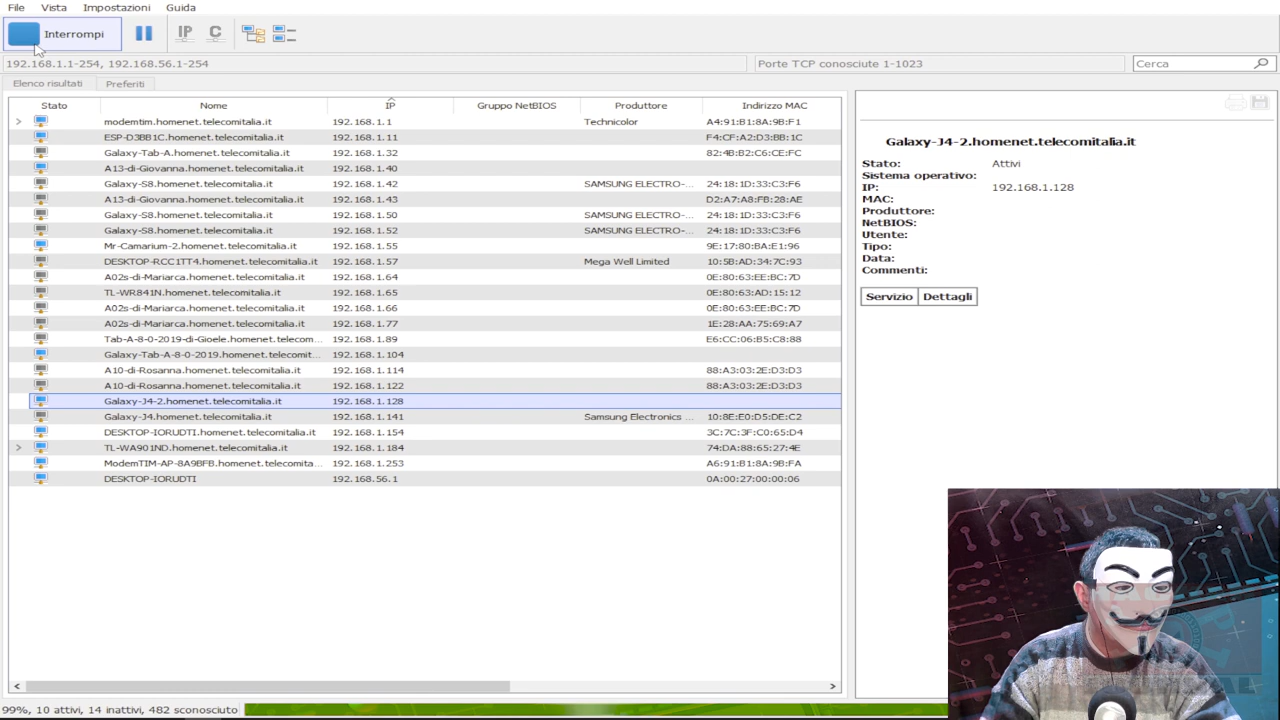 File Vista Impostazioni Guida
Interrompi IP C
192.168.1.1-254, 192.168.56.1-254 Porte TCP conosciute 1-1023 Cerca
Elenco risultati Preferiti
Stato Nome IP Gruppo NetBIOS Produttore Indirizzo MAC
modemtim.homenet.telecomitalia.it 192.168.1.1 Technicolor A4:91:B1:8A:9B:F1
ESP-D3BB1C.homenet.telecomitalia.it 192.168.1.11 F4:CF:A2:D3:BB:1C
Galaxy-Tab-A.homenet.telecomitalia.it 192.168.1.32 82:4B:B2:C6:CE:FC
A13-di-Giovanna.homenet.telecomitalia.it 192.168.1.40
Galaxy-S8.homenet.telecomitalia.it 192.168.1.42 SAMSUNG ELECTRO-... 24:18:1D:33:C3:F6
A13-di-Giovanna.homenet.telecomitalia.it 192.168.1.43 D2:A7:A8:FB:28:AE
Galaxy-S8.homenet.telecomitalia.it 192.168.1.50 SAMSUNG ELECTRO-... 24:18:1D:33:C3:F6
Galaxy-S8.homenet.telecomitalia.it 192.168.1.52 SAMSUNG ELECTRO-... 24:18:1D:33:C3:F6
Mr-Camarium-2.homenet.telecomitalia.it 192.168.1.55 9E:17:80:BA:E1:96
DESKTOP-RCC1TT4.homenet.telecomitalia.it 192.168.1.57 Mega Well Limited 10:5B:AD:34:7C:93
A02s-di-Mariarca.homenet.telecomitalia.it 192.168.1.64 0E:80:63:EE:BC:7D
TL-WR841N.homenet.telecomitalia.it 192.168.1.65 0E:80:63:AD:15:12
A02s-di-Mariarca.homenet.telecomitalia.it 192.168.1.66 0E:80:63:EE:BC:7D
A02s-di-Mariarca.homenet.telecomitalia.it 192.168.1.77 1E:28:AA:75:69:A7
Tab-A-8-0-2019-di-Gioele.homenet.telecom... 192.168.1.89 E6:CC:06:B5:C8:88
Galaxy-Tab-A-8-0-2019.homenet.telecomit... 192.168.1.104
A10-di-Rosanna.homenet.telecomitalia.it 192.168.1.114 88:A3:03:2E:D3:D3
A10-di-Rosanna.homenet.telecomitalia.it 192.168.1.122 88:A3:03:2E:D3:D3
Galaxy-J4-2.homenet.telecomitalia.it 192.168.1.128
Galaxy-J4.homenet.telecomitalia.it 192.168.1.141 Samsung Electronics ... 10:8E:E0:D5:DE:C2
DESKTOP-IORUDTI.homenet.telecomitalia.it 192.168.1.154 3C:7C:3F:C0:65:D4
TL-WA901ND.homenet.telecomitalia.it 192.168.1.184 74:DA:88:65:27:4E
ModemTIM-AP-8A9BFB.homenet.telecomita... 192.168.1.253 A6:91:B1:8A:9B:FA
DESKTOP-IORUDTI 192.168.56.1 0A:00:27:00:00:06
Galaxy-J4-2.homenet.telecomitalia.it
Stato: Attivi
Sistema operativo:
IP: 192.168.1.128
MAC:
Produttore:
NetBIOS:
Utente:
Tipo:
Data:
Commenti:
Servizio Dettagli
99%, 10 attivi, 14 inattivi, 482 sconosciuto